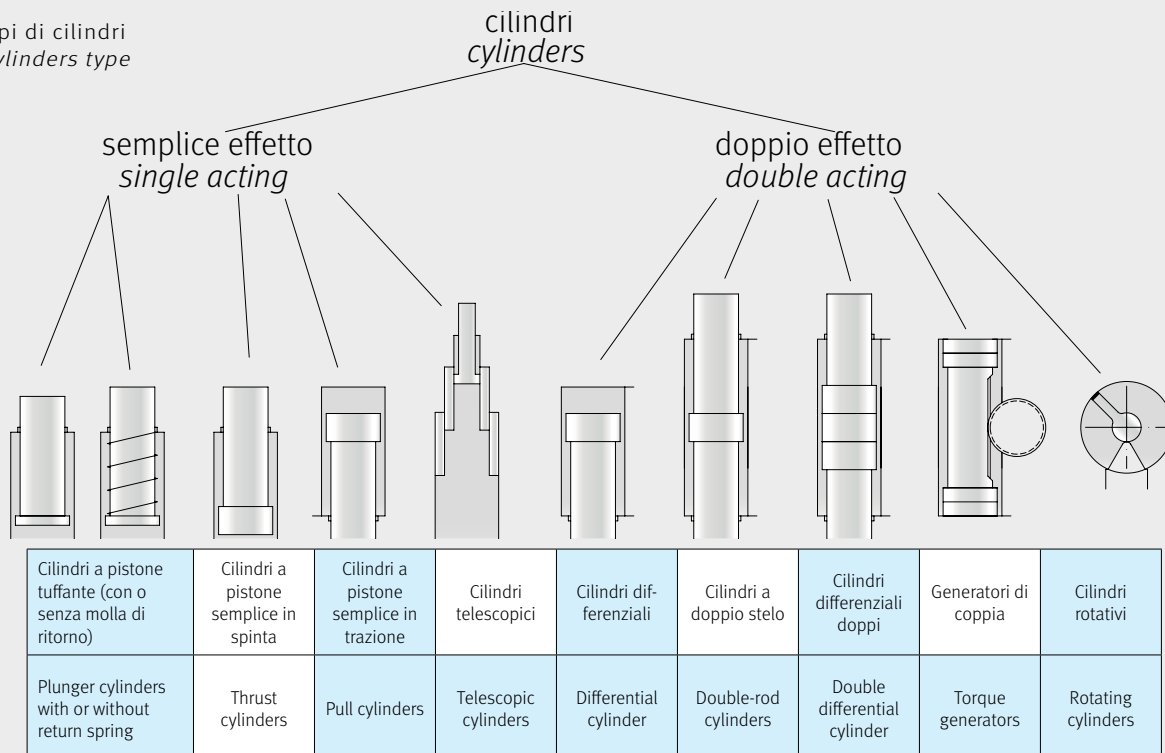 pi di cilindri
ylinders type
cilindri
cylinders
semplice effetto
single acting
doppio effetto
double acting
Cilindri a pistone
tuffante (con o
senza molla di
ritorno)
Cilindri a
pistone
semplice in
spinta
Cilindri a
pistone
semplice in
trazione
Cilindri
telescopici
Cilindri dif-
ferenziali
Cilindri a
doppio stelo
Cilindri
differenziali
doppi
Generatori di
coppia
Cilindri
rotativi
Plunger cylinders
with or without
return spring
Thrust
cylinders
Pull cylinders
Telescopic
cylinders
Differential
cylinder
Double-rod
cylinders
Double
differential
cylinder
Torque
generators
Rotating
cylinders